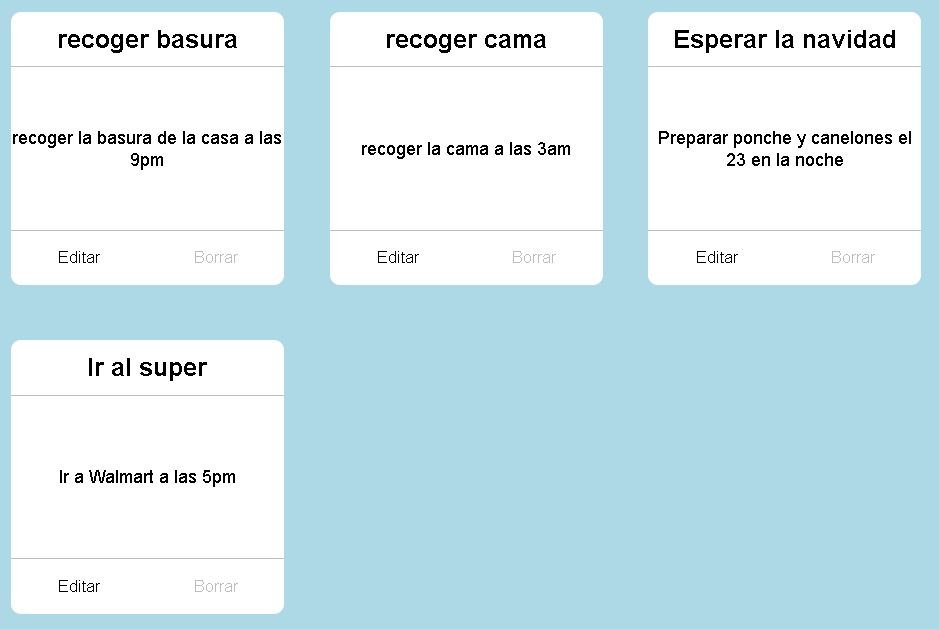 recoger basura
recoger la basura de la casa a las
9pm
Editar Borrar
recoger cama
recoger la cama a las 3am
Editar Borrar
Esperar la navidad
Preparar ponche y canelones el
23 en la noche
Editar Borrar
Ir al super
Ir a Walmart a las 5pm
Editar Borrar